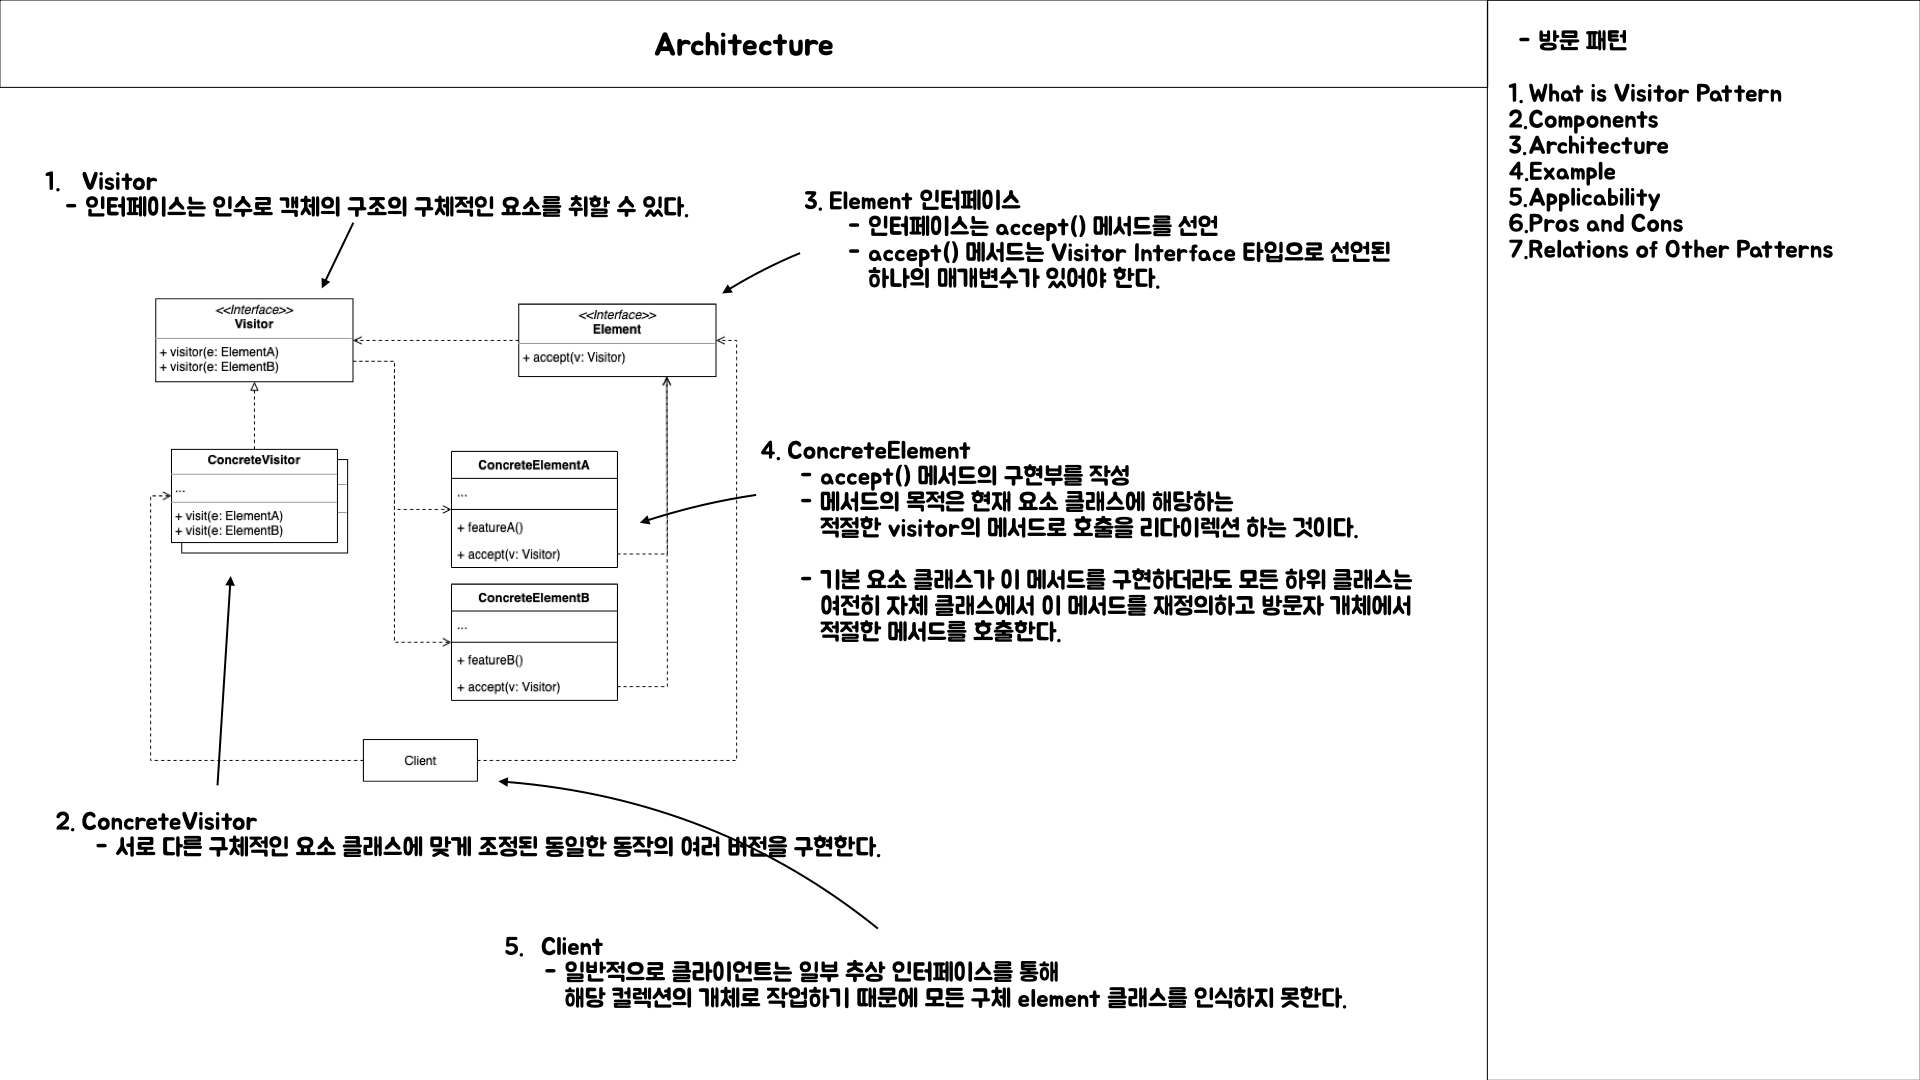 Architecture
- 방문 패턴
1. What is Visitor Pattern
2.Components
3.Architecture
4.Example
5.Applicability
6.Pros and Cons
7.Relations of Other Patterns
1. Visitor
- 인터페이스는 인수로 객체의 구조의 구체적인 요소를 취할 수 있다.
3. Element 인터페이스
- 인터페이스는 accept() 메서드를 선언
- accept() 메서드는 Visitor Interface 타입으로 선언된
하나의 매개변수가 있어야 한다.
<<Interface>>
Visitor
+ visitor(e: ElementA)
+ visitor(e: ElementB)
<<Interface>>
Element
+ accept(v: Visitor)
ConcreteVisitor
...
+ visit(e: ElementA)
+ visit(e: ElementB)
ConcreteElementA
...
+ featureA()
+ accept(v: Visitor)
ConcreteElementB
...
+ featureB()
+ accept(v: Visitor)
Client
4. ConcreteElement
- accept() 메서드의 구현부를 작성
- 메서드의 목적은 현재 요소 클래스에 해당하는
적절한 visitor의 메서드로 호출을 리다이렉션 하는 것이다.
- 기본 요소 클래스가 이 메서드를 구현하더라도 모든 하위 클래스는
여전히 자체 클래스에서 이 메서드를 재정의하고 방문자 개체에서
적절한 메서드를 호출한다.
2. ConcreteVisitor
- 서로 다른 구체적인 요소 클래스에 맞게 조정된 동일한 동작의 여러 버전을 구현한다.
5. Client
- 일반적으로 클라이언트는 일부 추상 인터페이스를 통해
해당 컬렉션의 개체로 작업하기 때문에 모든 구체 element 클래스를 인식하지 못한다.